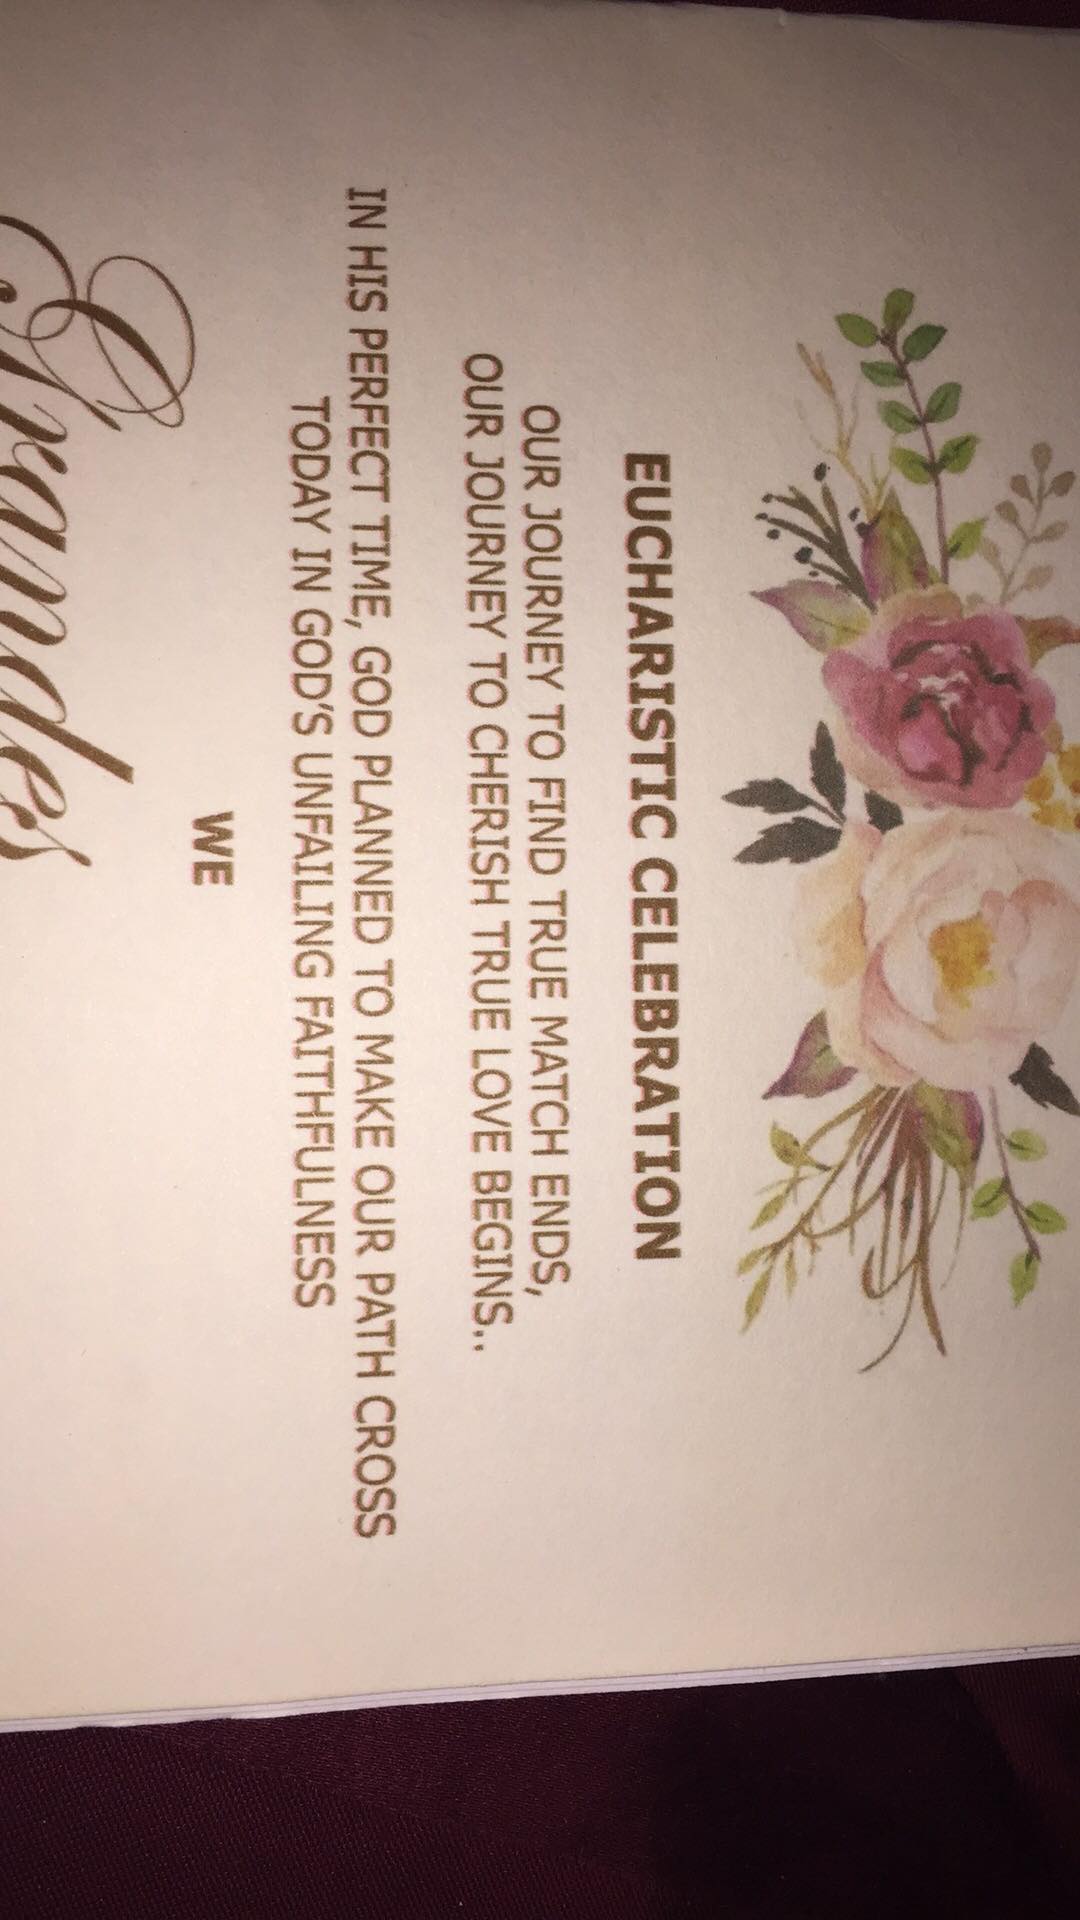 EUCHARISTIC CELEBRATION
OUR JOURNEY TO FIND TRUE MATCH ENDS,
OUR JOURNEY TO CHERISH TRUE LOVE BEGINS..
IN HIS PERFECT TIME, GOD PLANNED TO MAKE OUR PATH CROSS
TODAY IN GOD'S UNFAILING FAITHFULNESS
WE
Grandes